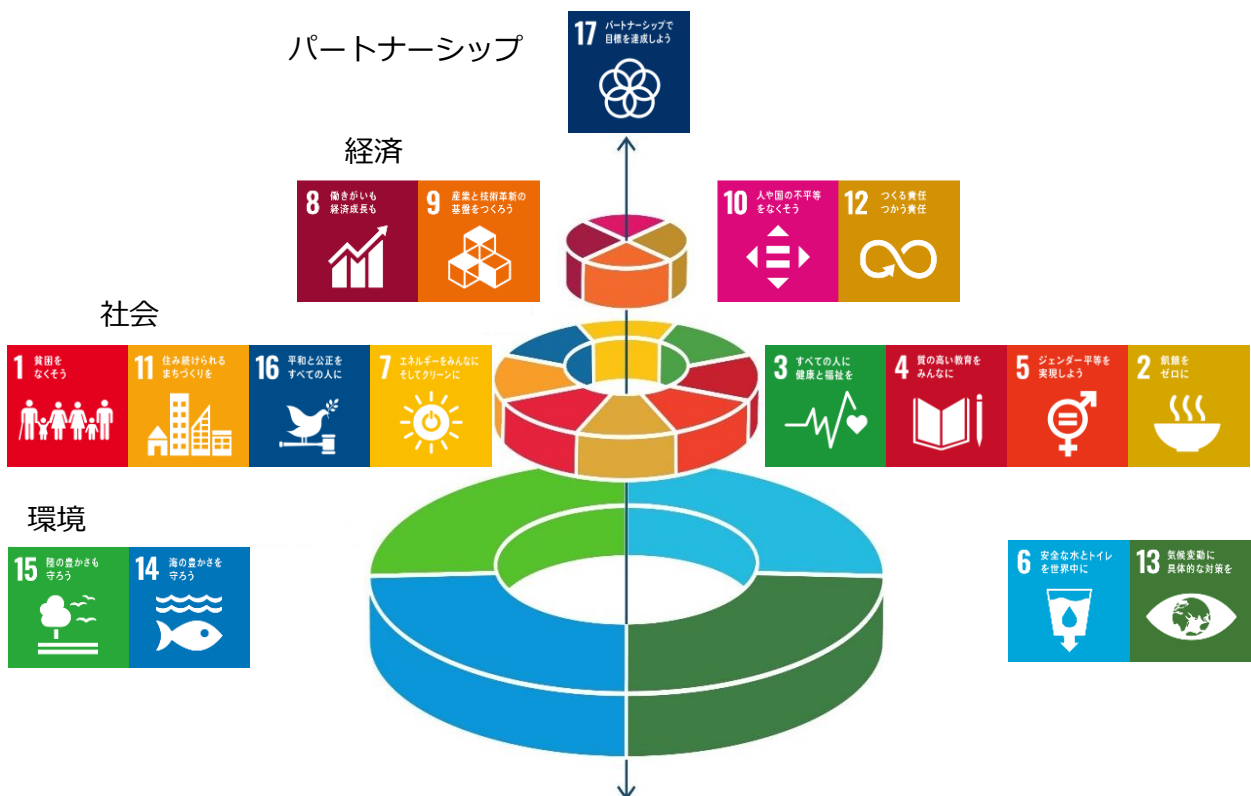 パートナーシップ
17 パートナーシップで
目標を達成しよう
経済
8 働きがいも
経済成長も
9 産業と技術革新の
基盤をつくろう
10 人や国の不平等
をなくそう
12 つくる責任
つかう責任
社会
1 貧困を
なくそう
11 住み続けられる
まちづくりを
16 平和と公正を
すべての人に
7 エネルギーをみんなに
そしてクリーンに
3 すべての人に
健康と福祉を
4 質の高い教育を
みんなに
5 ジェンダー平等を
実現しよう
2 飢餓を
ゼロに
環境
15 陸の豊かさも
守ろう
14 海の豊かさを
守ろう
6 安全な水とトイレ
を世界中に
13 気候変動に
具体的な対策を